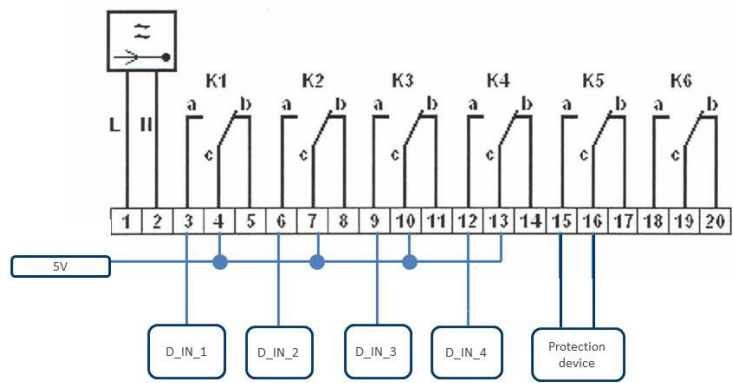 K1 K2 K3 K4 K5 K6
a b a b a b a b a b a b
L II
c c c c c c
1 2 3 4 5 6 7 8 9 10 11 12 13 14 15 16 17 18 19 20
5V
D_IN_1 D_IN_2 D_IN_3 D_IN_4 Protection
device